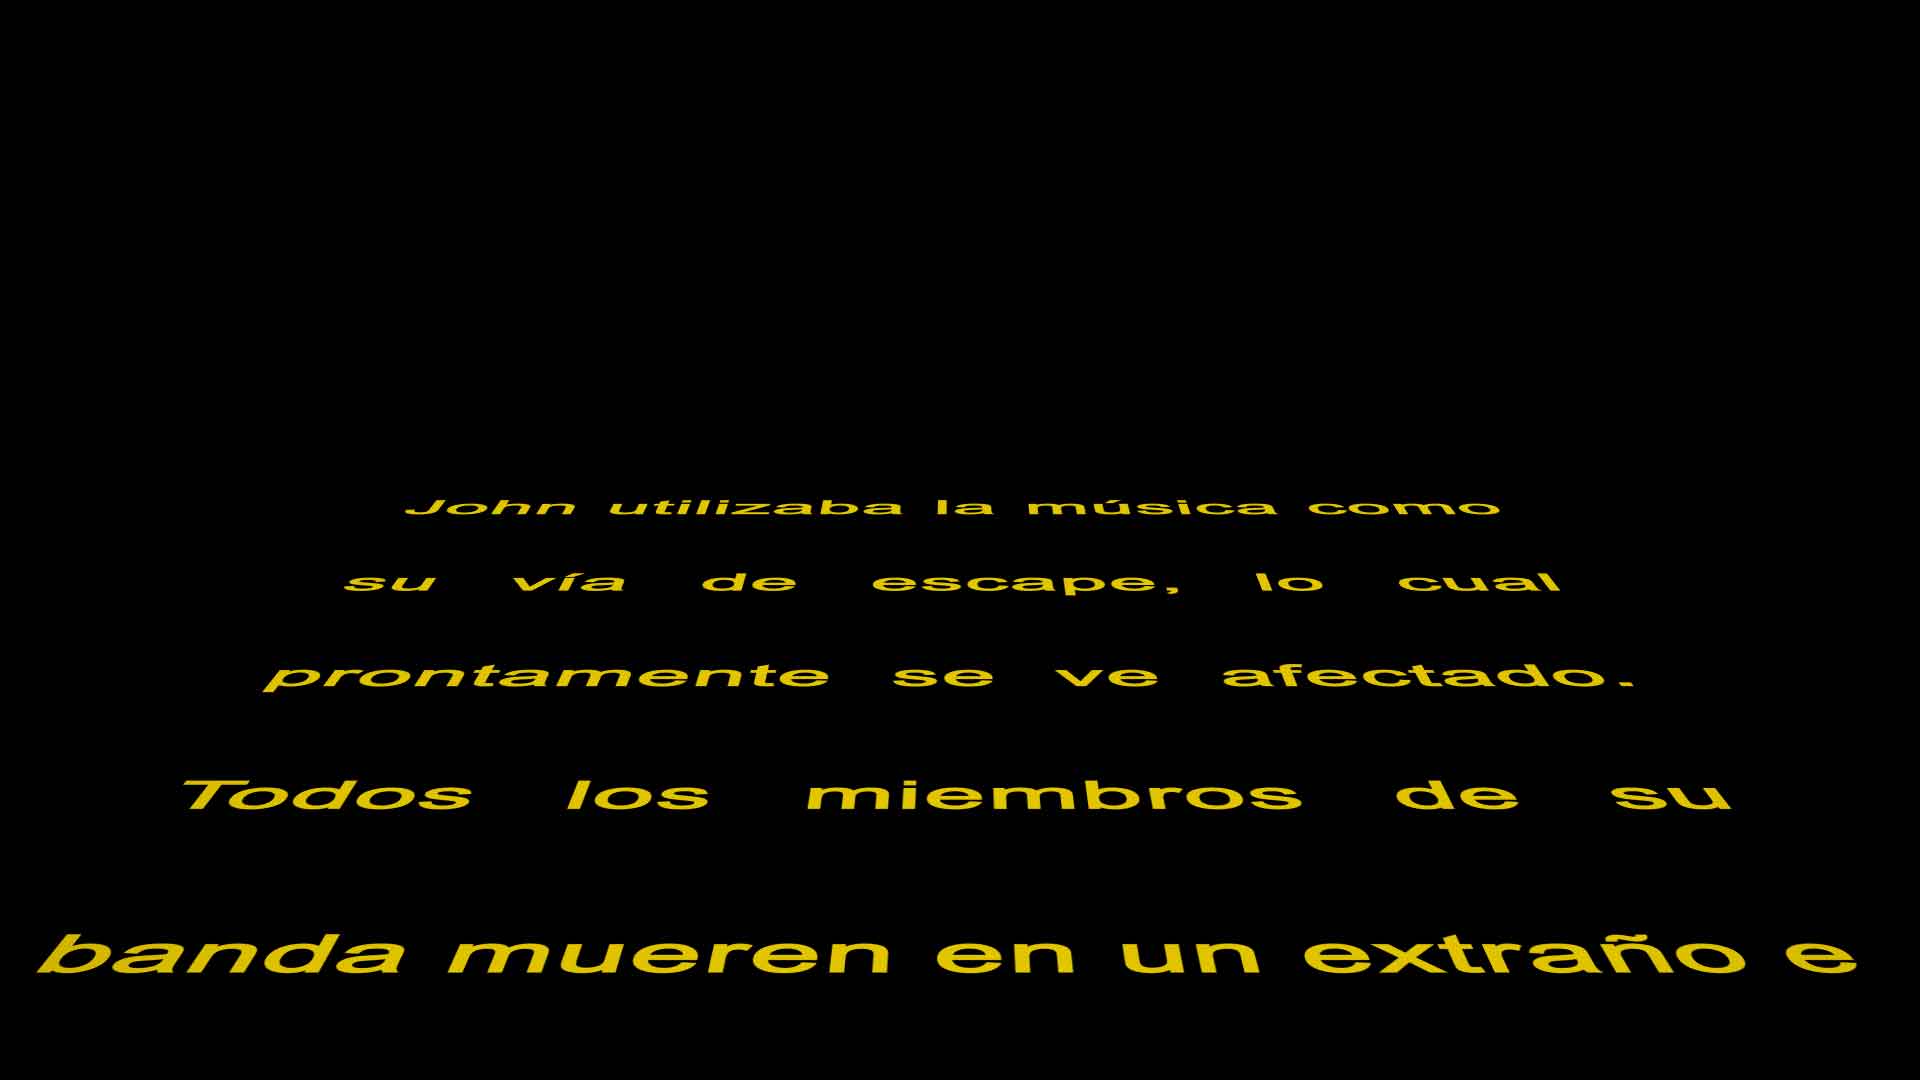 John utilizaba la música como
su vía de escape, lo cual
prontamente se ve afectado.
Todos los miembros de su
banda mueren en un extraño e